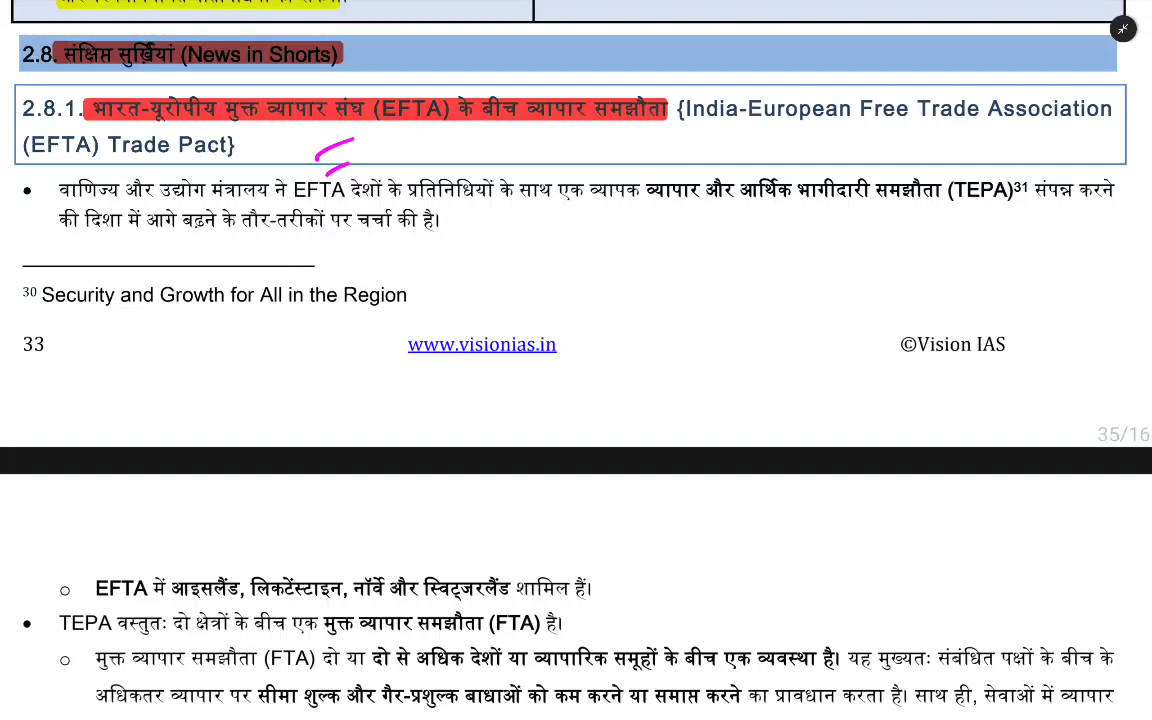 2.8. संक्षिप्त सुर्ख़ियां (News in Shorts)
2.8.1. भारत-यूरोपीय मुक्त व्यापार संघ (EFTA) के बीच व्यापार समझौता {India-European Free Trade Association
(EFTA) Trade Pact}
• वाणिज्य और उद्योग मंत्रालय ने EFTA देशों के प्रतिनिधियों के साथ एक व्यापक व्यापार और आर्थिक भागीदारी समझौता (TEPA)³¹ संपन्न करने
की दिशा में आगे बढ़ने के तौर-तरीकों पर चर्चा की है।
³⁰ Security and Growth for All in the Region
33 www.visionias.in ©Vision IAS
35/16
o EFTA में आइसलैंड, लिकटेंस्टाइन, नॉर्वे और स्विट्जरलैंड शामिल हैं।
• TEPA वस्तुतः दो क्षेत्रों के बीच एक मुक्त व्यापार समझौता (FTA) है।
o मुक्त व्यापार समझौता (FTA) दो या दो से अधिक देशों या व्यापारिक समूहों के बीच एक व्यवस्था है। यह मुख्यतः संबंधित पक्षों के बीच के
अधिकतर व्यापार पर सीमा शुल्क और गैर-प्रशुल्क बाधाओं को कम करने या समाप्त करने का प्रावधान करता है। साथ ही, सेवाओं में व्यापार